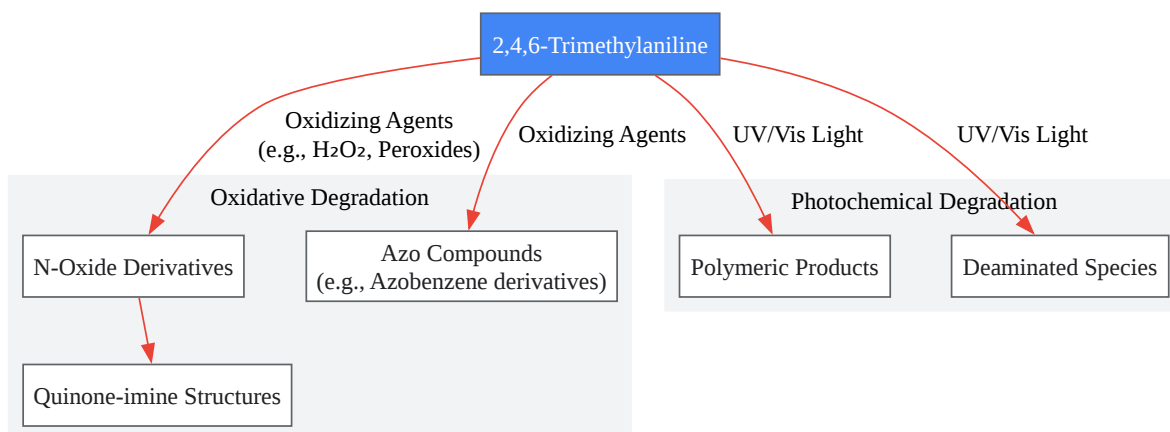 2,4,6-Trimethylaniline
Oxidizing Agents
(e.g., H₂O₂, Peroxides)
Oxidizing Agents
UV/Vis Light
UV/Vis Light
Oxidative Degradation
Photochemical Degradation
N-Oxide Derivatives
Azo Compounds
(e.g., Azobenzene derivatives)
Polymeric Products
Deaminated Species
Quinone-imine Structures